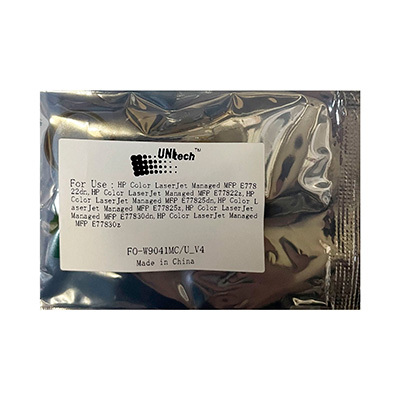 UNItech™
For Use : HP Color LaserJet Managed MFP E778
22dn,HP Color LaserJet Managed MFP E77822z,HP
Color LaserJet Managed MFP E77825dn,HP Color L
aserJet Managed MFP E77825z,HP Color LaserJet
Managed MFP E77830dn,HP Color LaserJet Managed
MFP E77830z
FO-W9041MC/U_V4
Made in China